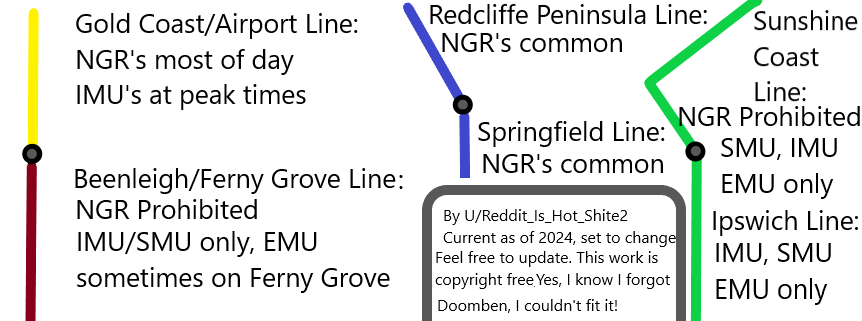 Gold Coast/Airport Line:
NGR's most of day
IMU's at peak times
Beenleigh/Ferny Grove Line:
NGR Prohibited
IMU/SMU only, EMU
sometimes on Ferny Grove
Redcliffe Peninsula Line:
NGR's common
Springfield Line:
NGR's common
By U/Reddit_Is_Hot_Shite2
Current as of 2024, set to change
Feel free to update. This work is
copyright free. Yes, I know I forgot
Doomben, I couldn't fit it!
Sunshine
Coast
Line:
NGR Prohibited
SMU, IMU
EMU only
Ipswich Line:
IMU, SMU
EMU only